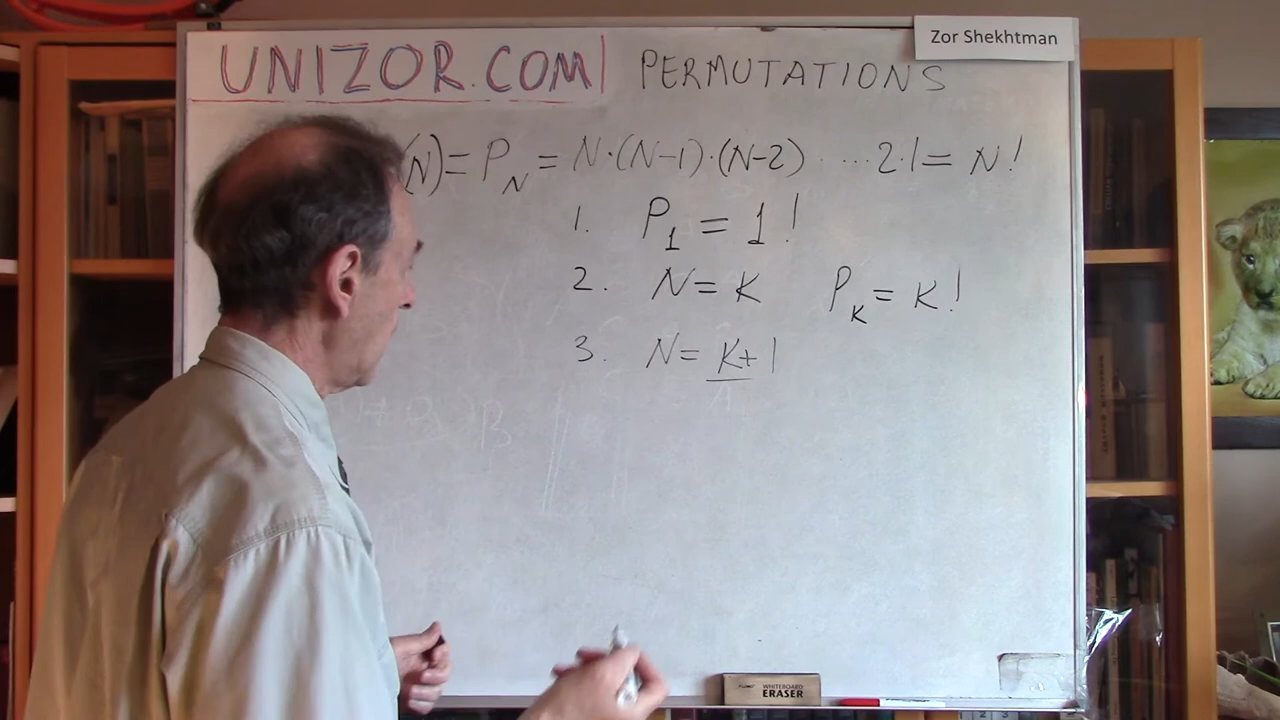 Zor Shekhtman
UNIZOR.COM PERMUTATIONS
(N) = P_N = N·(N-1)·(N-2) .... 2·1 = N!
1. P_1 = 1!
2. N = K P_K = K!
3. N = K+1
WHITEBOARD
ERASER